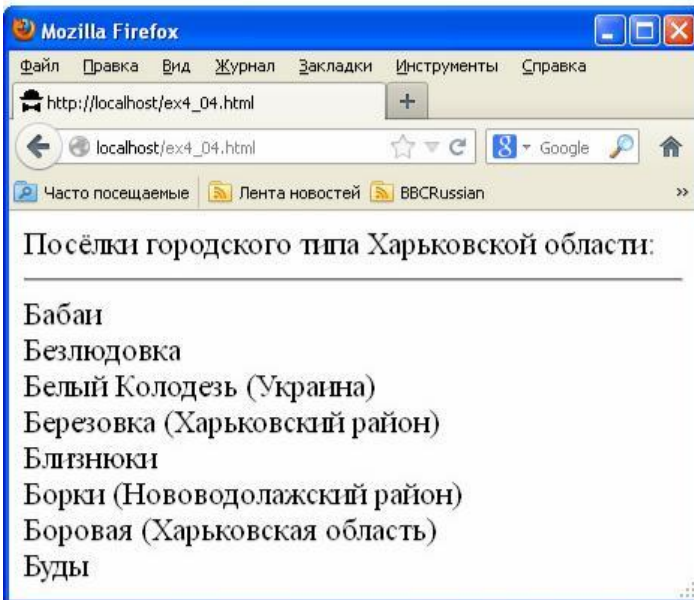 Mozilla Firefox
Файл Правка Вид Журнал Закладки Инструменты Справка
http://localhost/ex4_04.html +
localhost/ex4_04.html 8 Google
Часто посещаемые Лента новостей BBCRussian »
Посёлки городского типа Харьковской области:
Бабаи
Безлюдовка
Белый Колодезь (Украина)
Березовка (Харьковский район)
Близнюки
Борки (Нововодолажский район)
Боровая (Харьковская область)
Буды